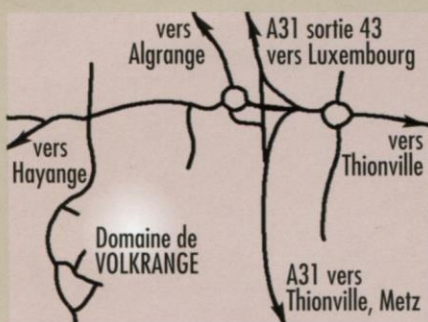 vers
Algrange
A31 sortie 43
vers Luxembourg
vers
Hayange
vers
Thionville
Domaine de
VOLKRANGE
A31 vers
Thionville, Metz